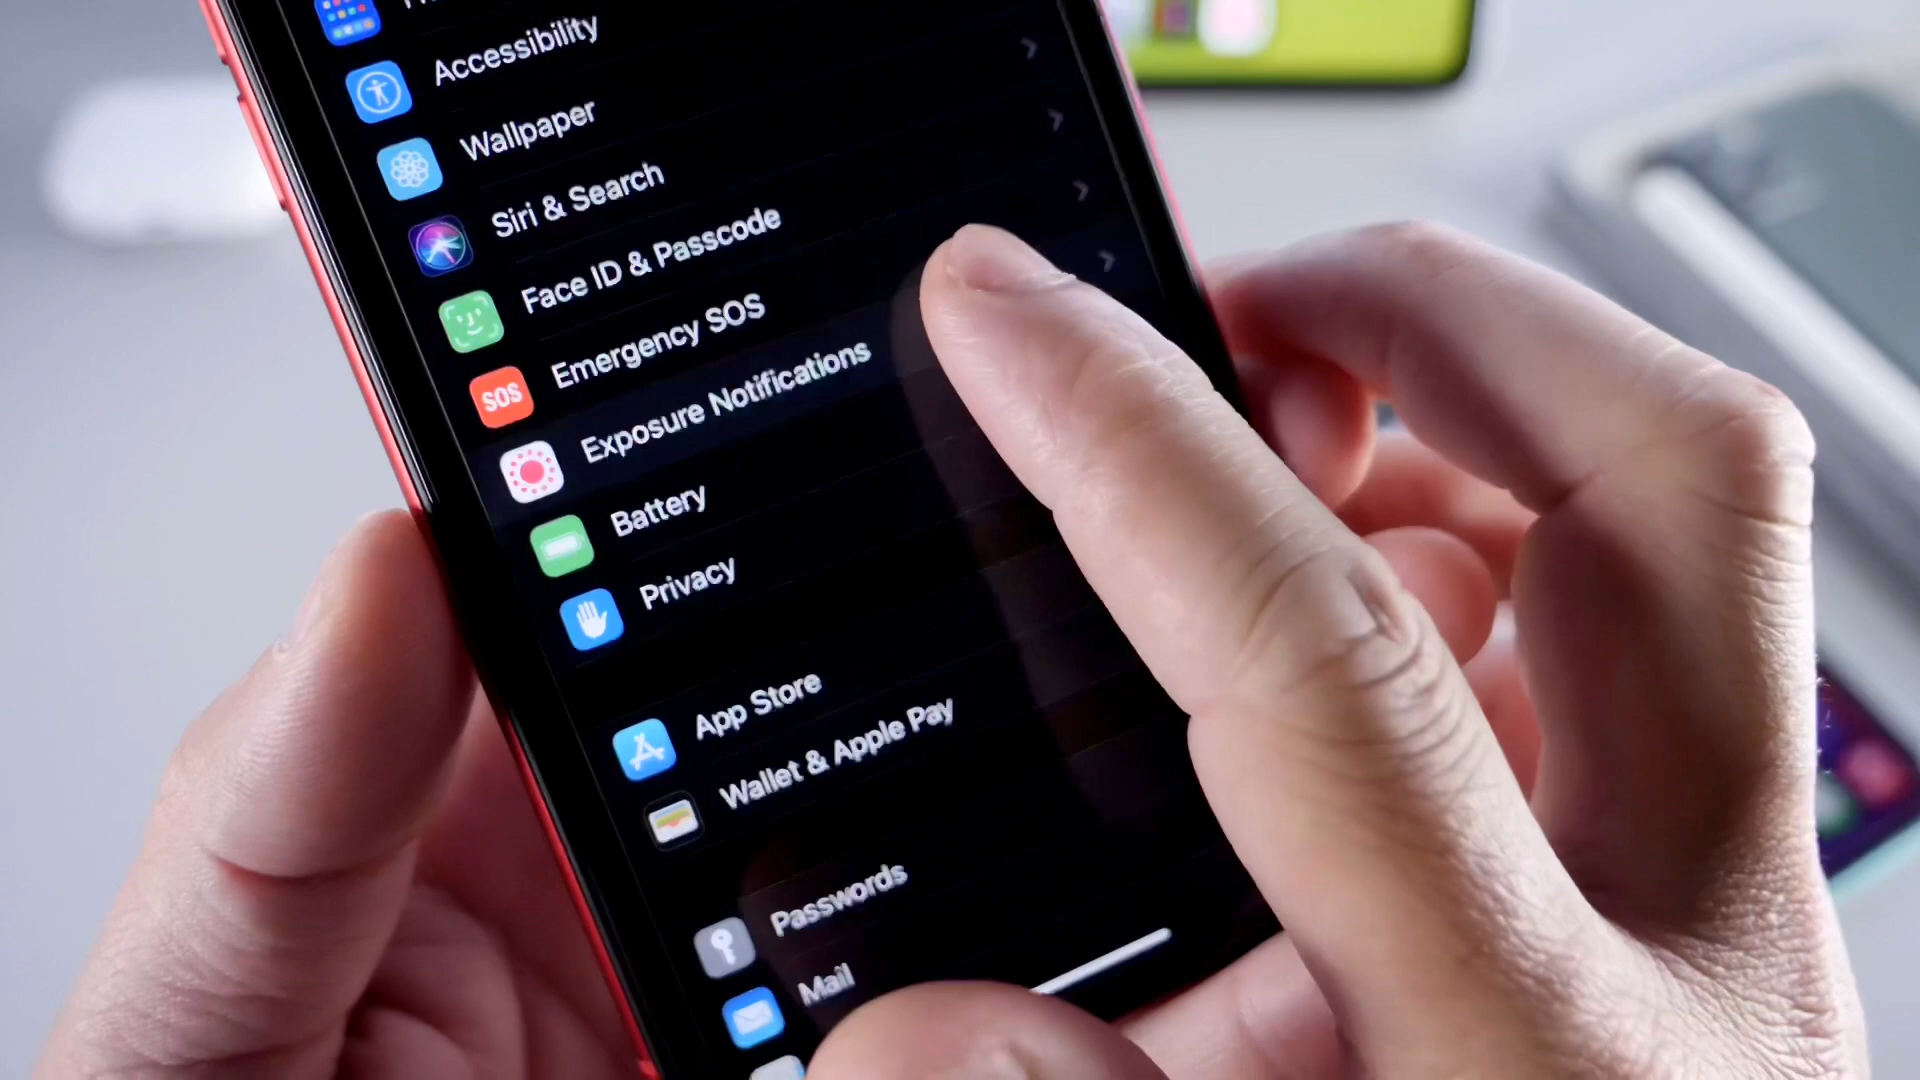 Accessibility
Wallpaper
Siri & Search
Face ID & Passcode
SOS
Emergency SOS
Exposure Notifications
Battery
Privacy
App Store
Wallet & Apple Pay
Passwords
Mail